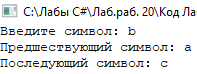 C:\Лабы C#\Лаб.раб. 20\Код Ла
Введите символ: b
Предшествующий символ: a
Последующий символ: c